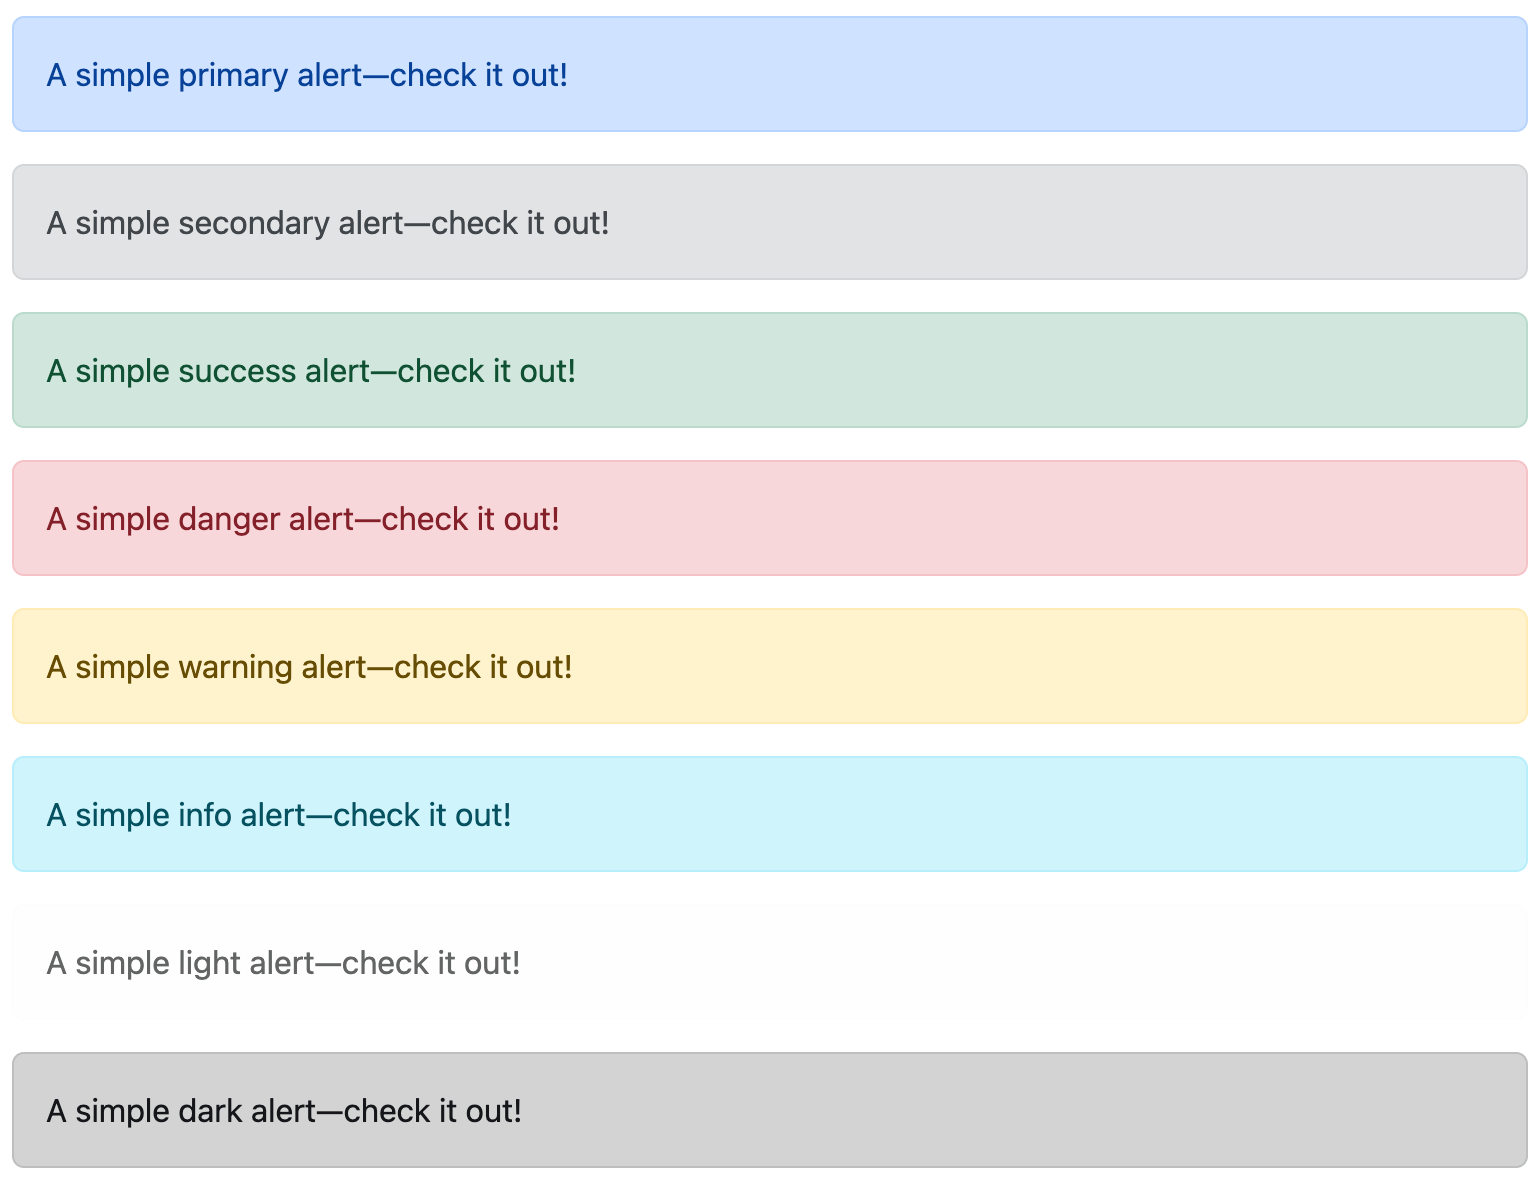 A simple primary alert—check it out!
A simple secondary alert—check it out!
A simple success alert—check it out!
A simple danger alert—check it out!
A simple warning alert—check it out!
A simple info alert—check it out!
A simple light alert—check it out!
A simple dark alert—check it out!